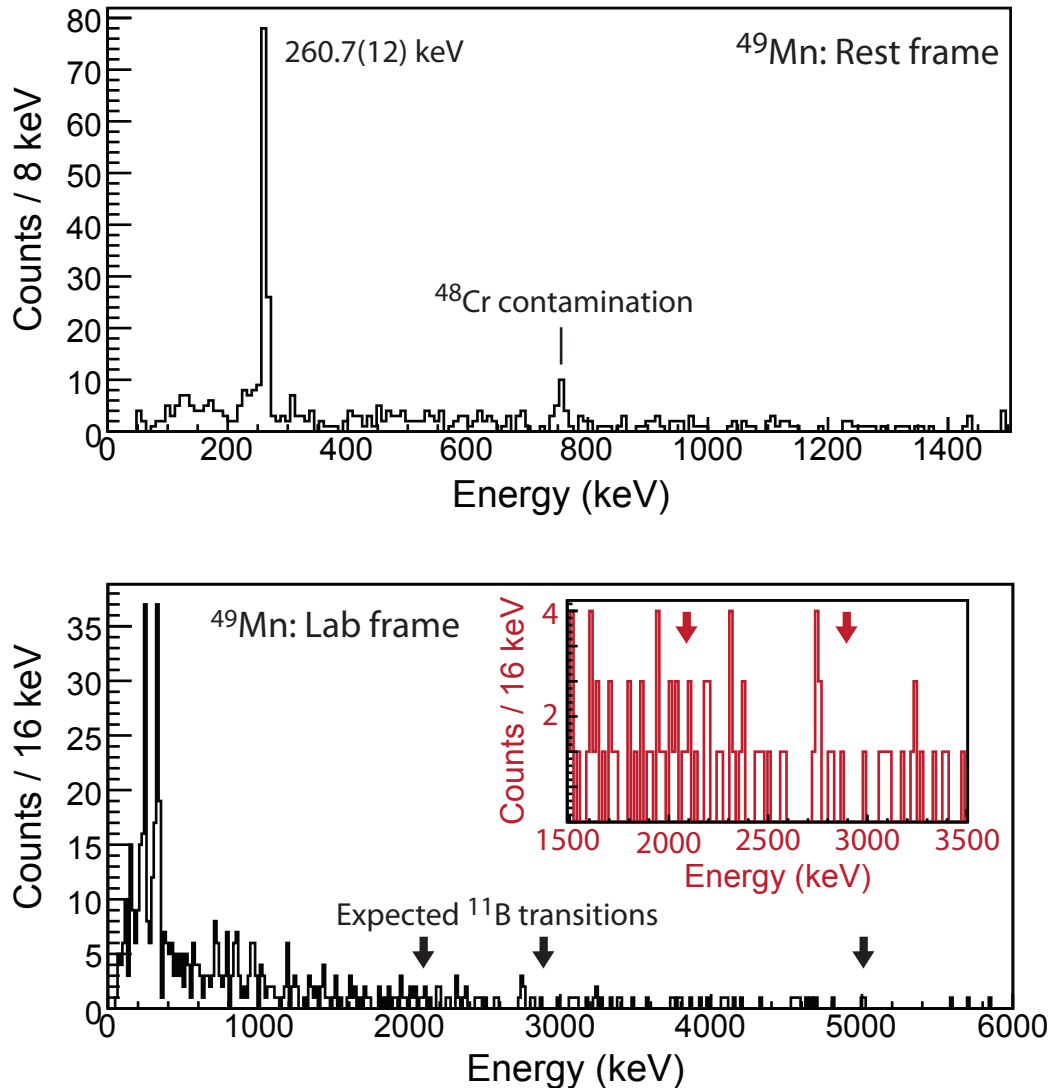 80
70
60
50
40
30
20
10
0
Counts / 8 keV
260.7(12) keV
⁴⁹Mn: Rest frame
⁴⁸Cr contamination
0 200 400 600 800 1000 1200 1400
Energy (keV)
35
30
25
20
15
10
5
0
Counts / 16 keV
⁴⁹Mn: Lab frame
4
2
Counts / 16 keV
1500 2000 2500 3000 3500
Energy (keV)
Expected ¹¹B transitions
0 1000 2000 3000 4000 5000 6000
Energy (keV)